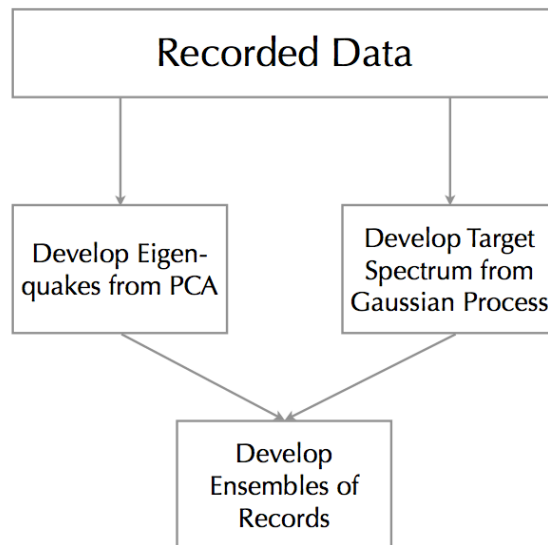 Recorded Data
Develop Eigen-
quakes from PCA
Develop Target
Spectrum from
Gaussian Process
Develop
Ensembles of
Records